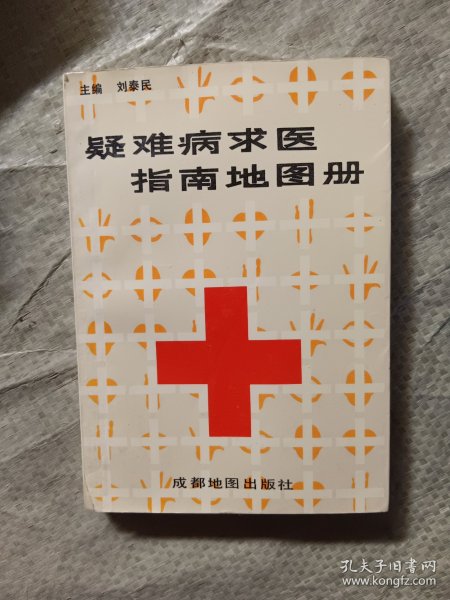 主编 刘泰民
疑难病求医
指南地图册
成都地图出版社
孔夫子旧书网
www.kongfz.com